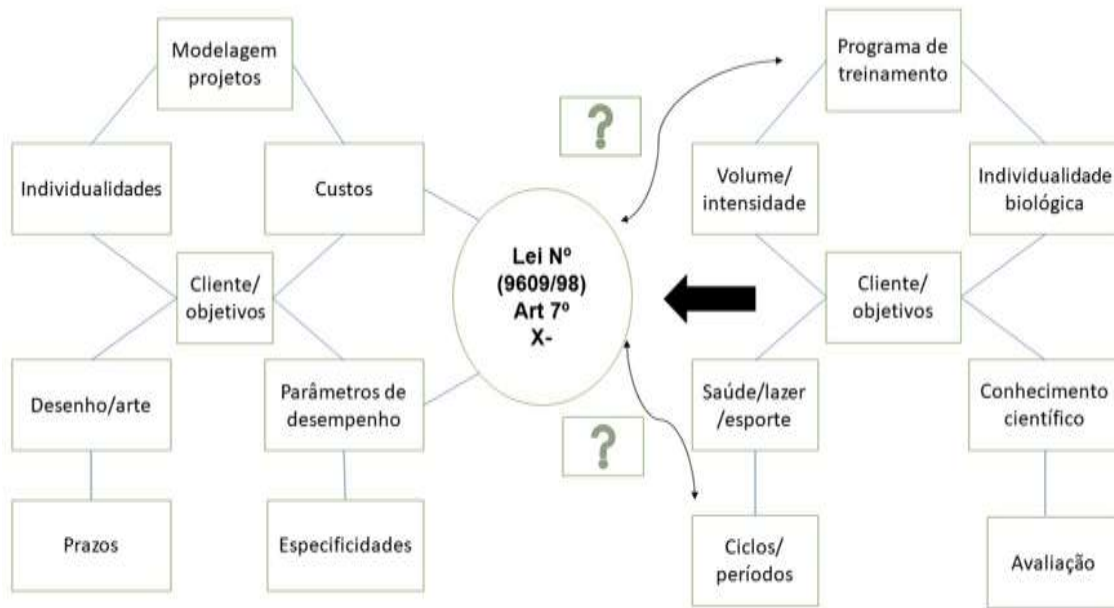 Modelagem
projetos
Individualidades
Custos
Cliente/
objetivos
Desenho/arte
Parâmetros de
desempenho
Prazos
Especificidades
?
Lei Nº
(9609/98)
Art 7º
X-
?
Programa de
treinamento
Volume/
intensidade
Individualidade
biológica
Cliente/
objetivos
Saúde/lazer
/esporte
Conhecimento
científico
Ciclos/
períodos
Avaliação